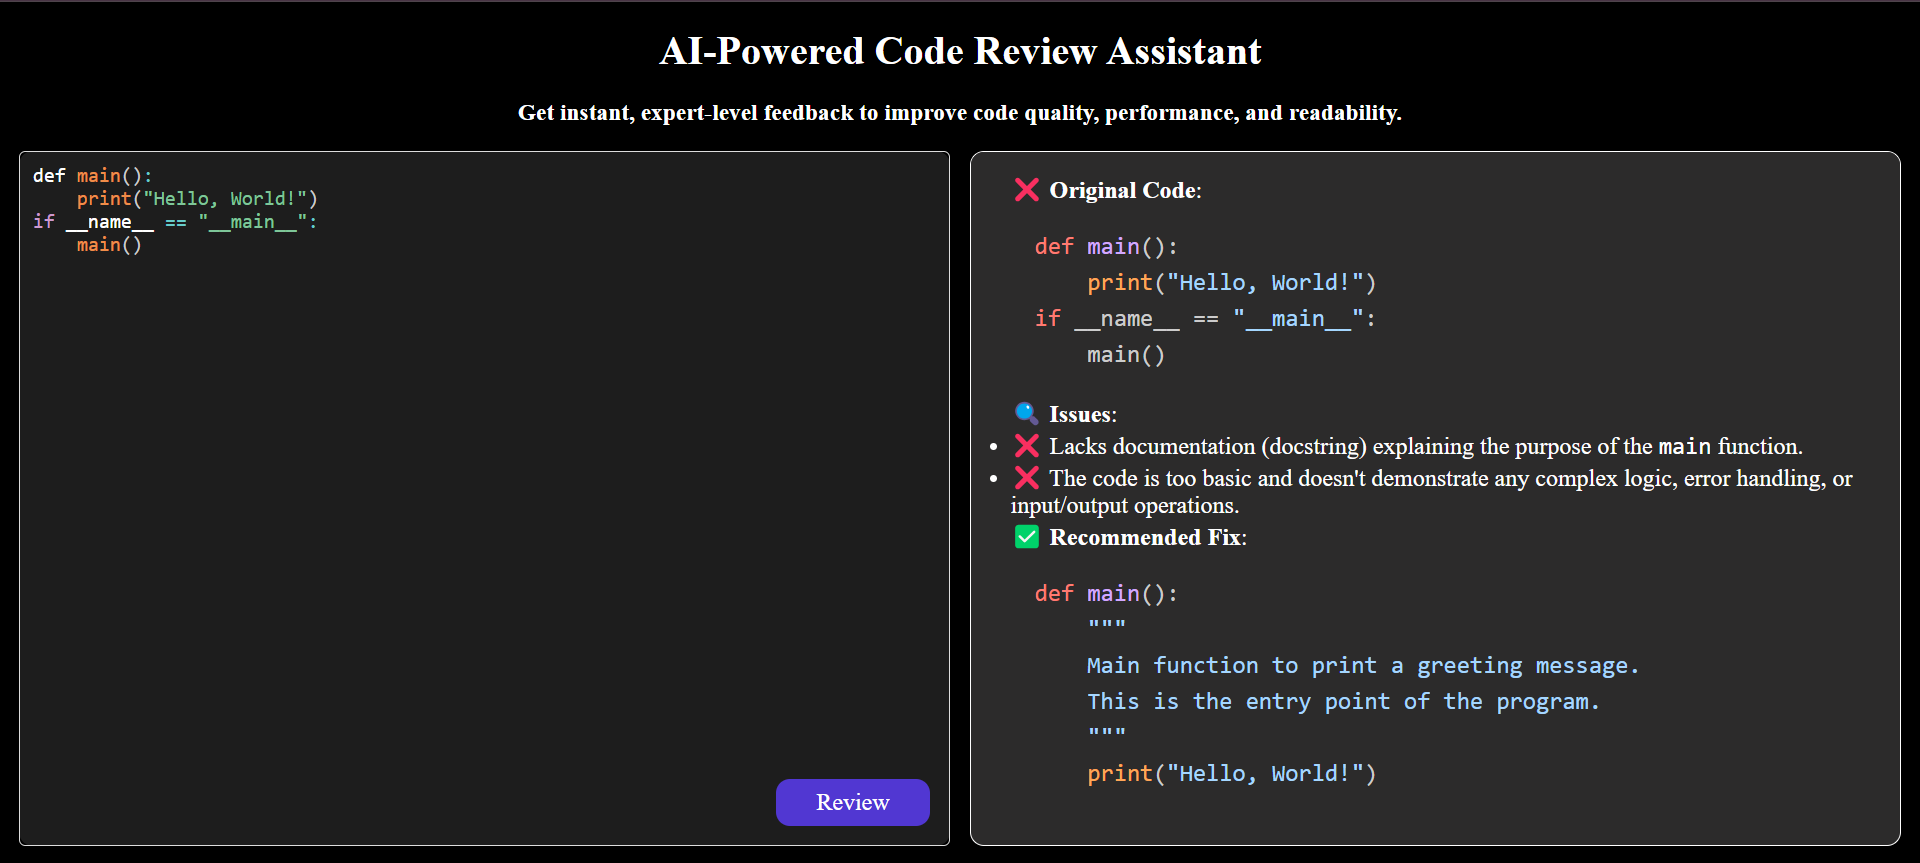 AI-Powered Code Review Assistant
Get instant, expert-level feedback to improve code quality, performance, and readability.
def main():
    print("Hello, World!")
if __name__ == "__main__":
    main()
Review
❌ Original Code:
def main():
    print("Hello, World!")
if __name__ == "__main__":
    main()
🔍 Issues:
• ❌ Lacks documentation (docstring) explaining the purpose of the main function.
• ❌ The code is too basic and doesn't demonstrate any complex logic, error handling, or
input/output operations.
✅ Recommended Fix:
def main():
    """
    Main function to print a greeting message.
    This is the entry point of the program.
    """
    print("Hello, World!")